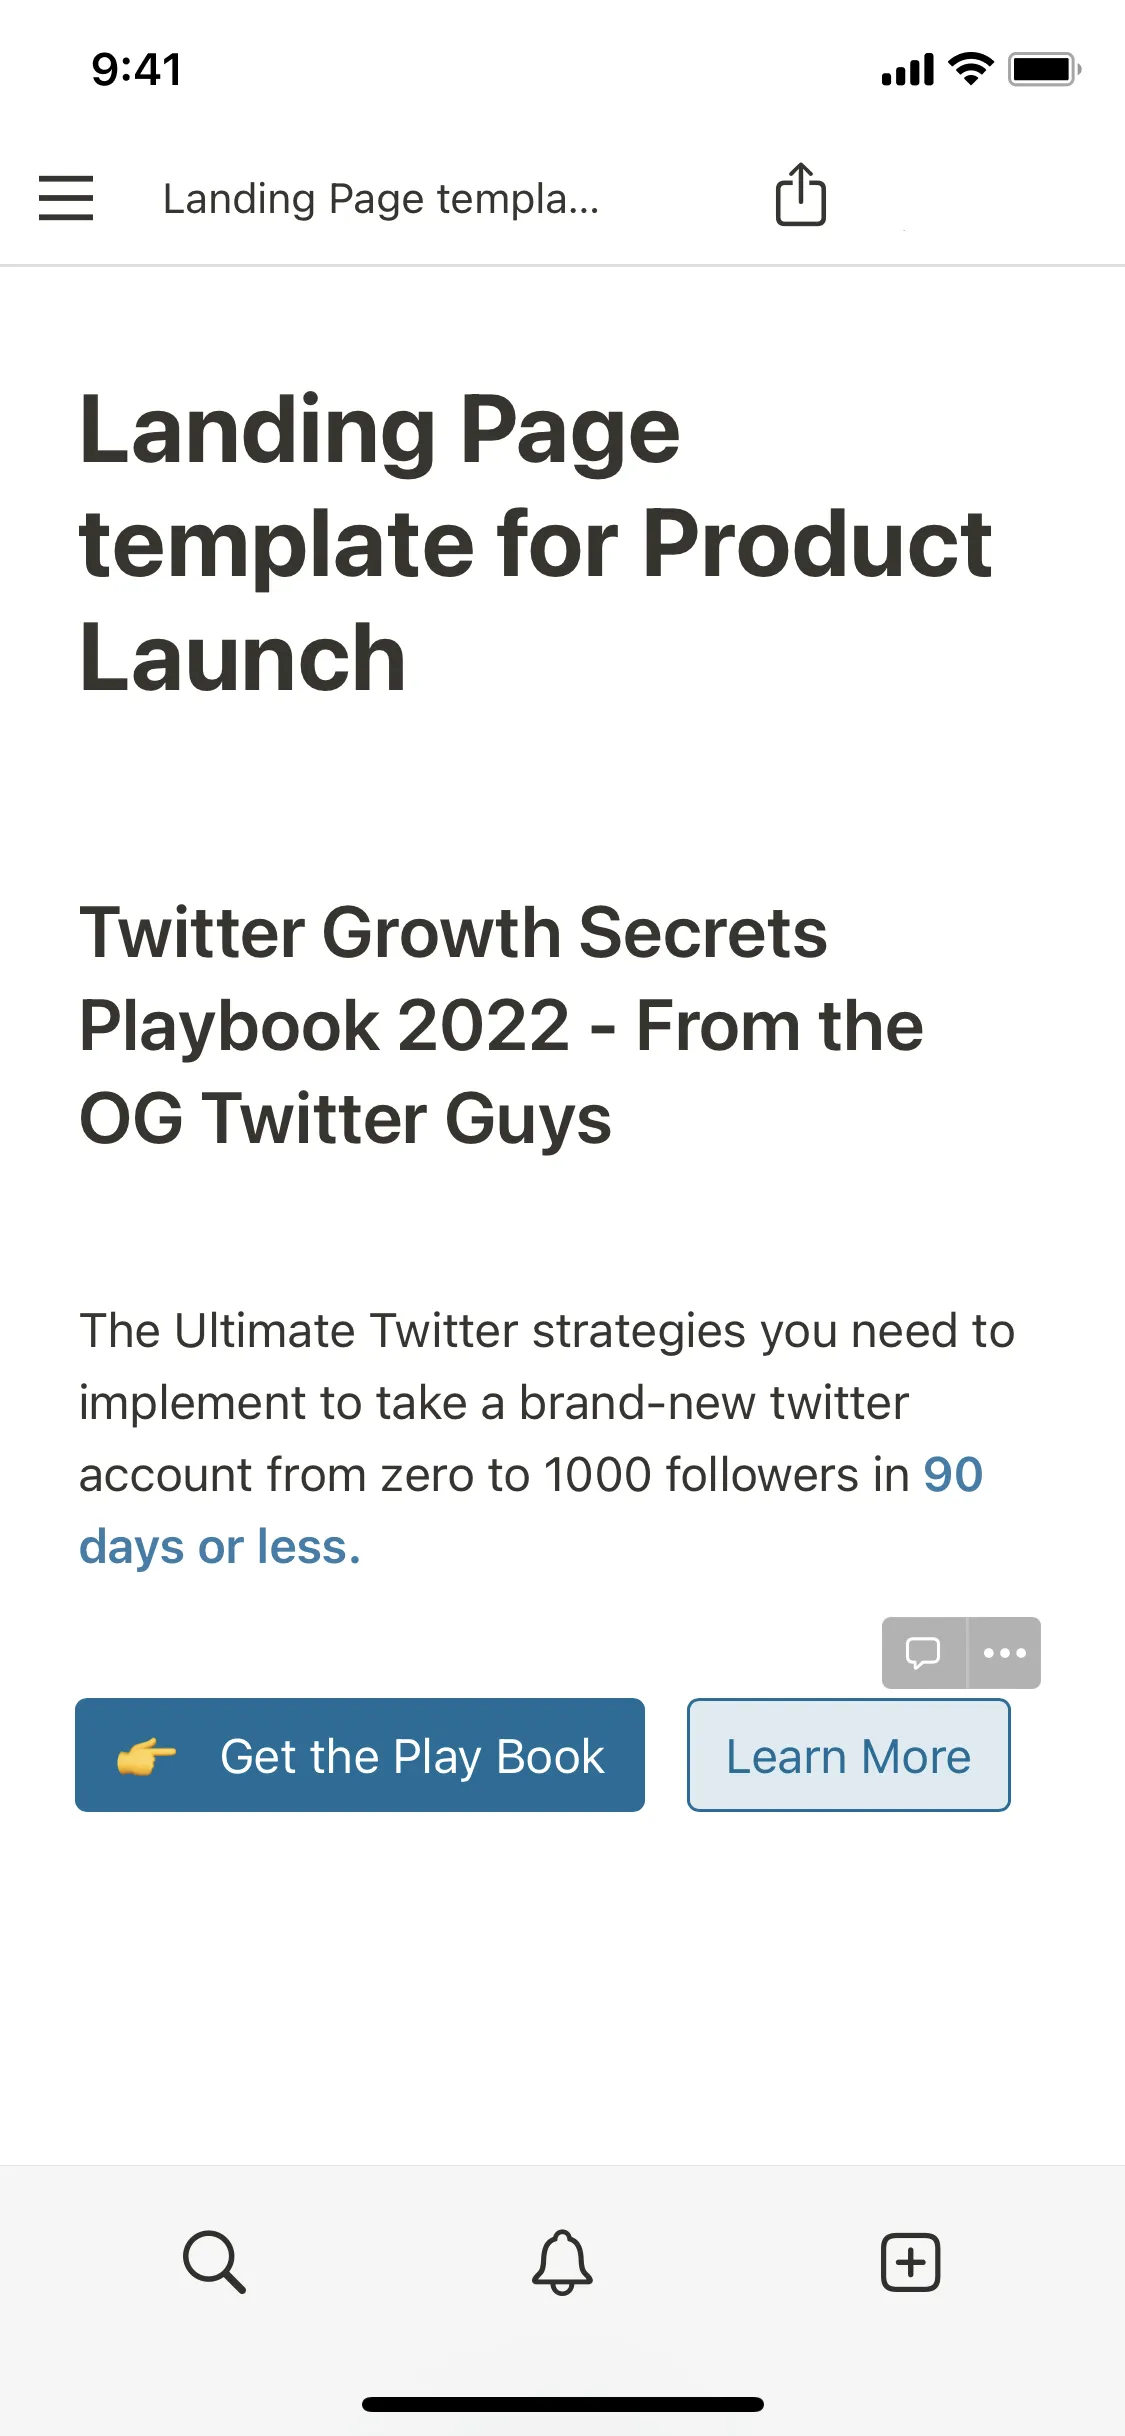 9:41
Landing Page templa...
Landing Page
template for Product
Launch
Twitter Growth Secrets
Playbook 2022 - From the
OG Twitter Guys
The Ultimate Twitter strategies you need to
implement to take a brand-new twitter
account from zero to 1000 followers in 90
days or less.
👉 Get the Play Book
Learn More